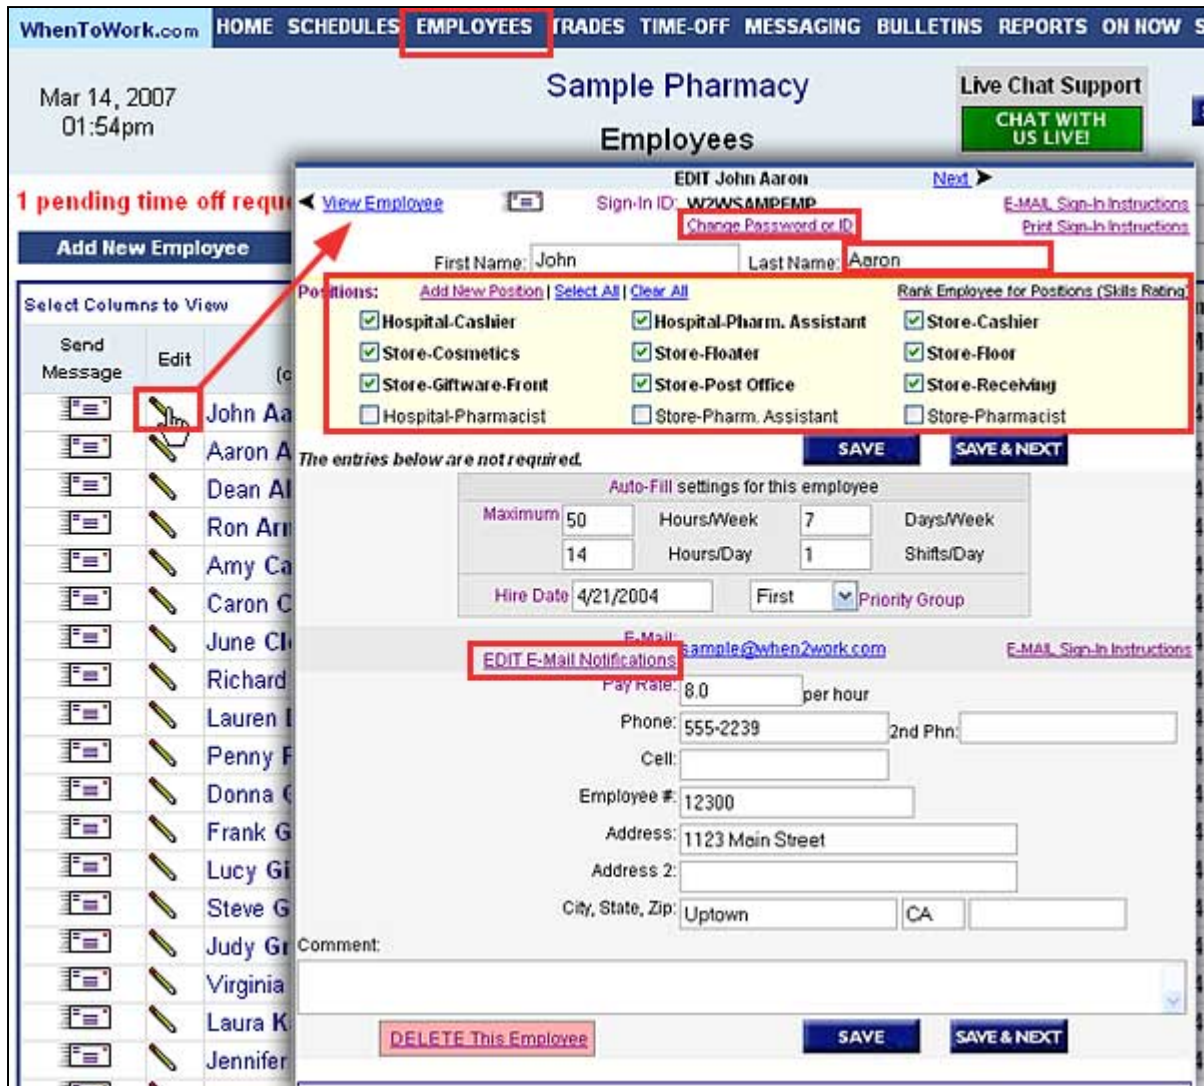 WhenToWork.com HOME SCHEDULES EMPLOYEES TRADES TIME-OFF MESSAGING BULLETINS REPORTS ON NOW
Mar 14, 2007
01:54pm
Sample Pharmacy
Employees
Live Chat Support
CHAT WITH
US LIVE!
1 pending time off
Add New Employee
Select Columns to View
Send
Message
Edit
John
Aaron
Dean
Ron
Amy
Caron
June
Richard
Lauren
Penny
Donna
Frank
Lucy
Steve
Judy
Virginia
Laura
Jennifer
EDIT John Aaron
Next
View Employee
Sign-In ID: W2WSAMPEMP
E-MAIL Sign-In Instructions
Change Password or ID
Print Sign-In Instructions
First Name: John Last Name: Aaron
Positions: Add New Position | Select All | Clear All Rank Employee for Positions (Skills Rating)
Hospital-Cashier Hospital-Pharm. Assistant Store-Cashier
Store-Cosmetics Store-Floater Store-Floor
Store-Giftware-Front Store-Post Office Store-Receiving
Hospital-Pharmacist Store-Pharm. Assistant Store-Pharmacist
The entries below are not required. SAVE SAVE & NEXT
Auto-Fill settings for this employee
Maximum 50 Hours/Week 7 Days/Week
14 Hours/Day 1 Shifts/Day
Hire Date 4/21/2004 First Priority Group
E-Mail: sample@when2work.com E-MAIL Sign-In Instructions
EDIT E-Mail Notifications
Pay Rate: 8.0 per hour
Phone: 555-2239 2nd Phn:
Cell:
Employee #: 12300
Address: 1123 Main Street
Address 2:
City, State, Zip: Uptown CA
Comment:
DELETE This Employee SAVE SAVE & NEXT